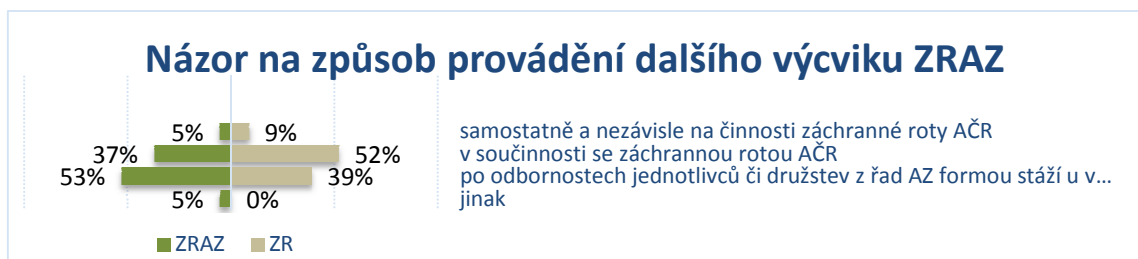 Názor na způsob provádění dalšího výcviku ZRAZ
5% 9% samostatně a nezávisle na činnosti záchranné roty AČR
37% 52% v součinnosti se záchrannou rotou AČR
53% 39% po odbornostech jednotlivců či družstev z řad AZ formou stáží u v...
5% 0% jinak
ZRAZ ZR